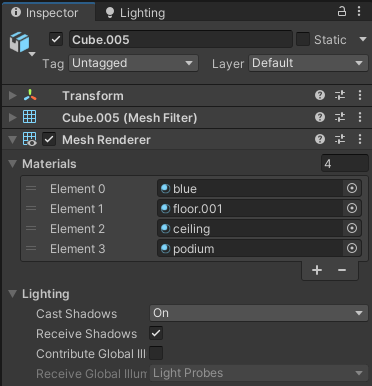 Inspector Lighting
Cube.005 Static
Tag Untagged Layer Default
Transform
Cube.005 (Mesh Filter)
Mesh Renderer
Materials 4
Element 0 blue
Element 1 floor.001
Element 2 ceiling
Element 3 podium
Lighting
Cast Shadows On
Receive Shadows
Contribute Global Ill
Receive Global Illum Light Probes